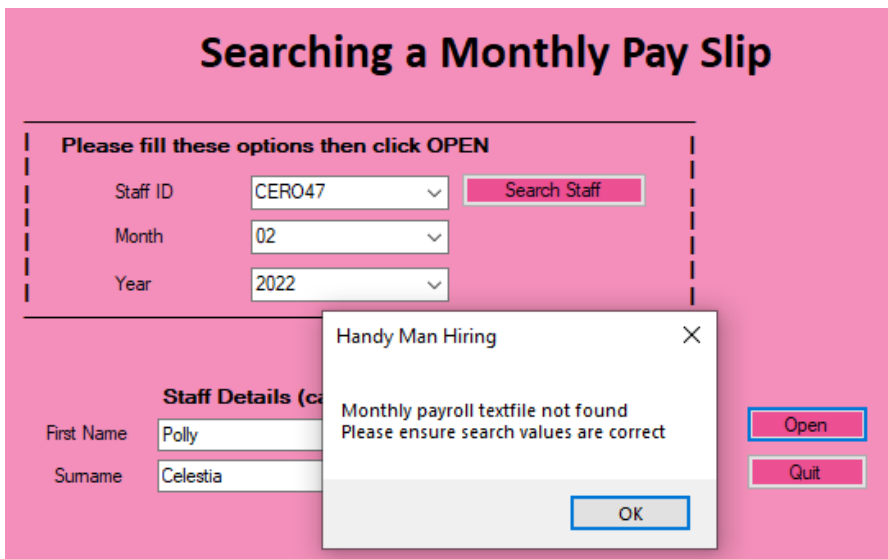 Searching a Monthly Pay Slip
Please fill these options then click OPEN
Staff ID CERO47 Search Staff
Month 02
Year 2022
Handy Man Hiring
Staff Details (ca
Monthly payroll textfile not found
Please ensure search values are correct
First Name Polly Open
Surname Celestia Quit
OK